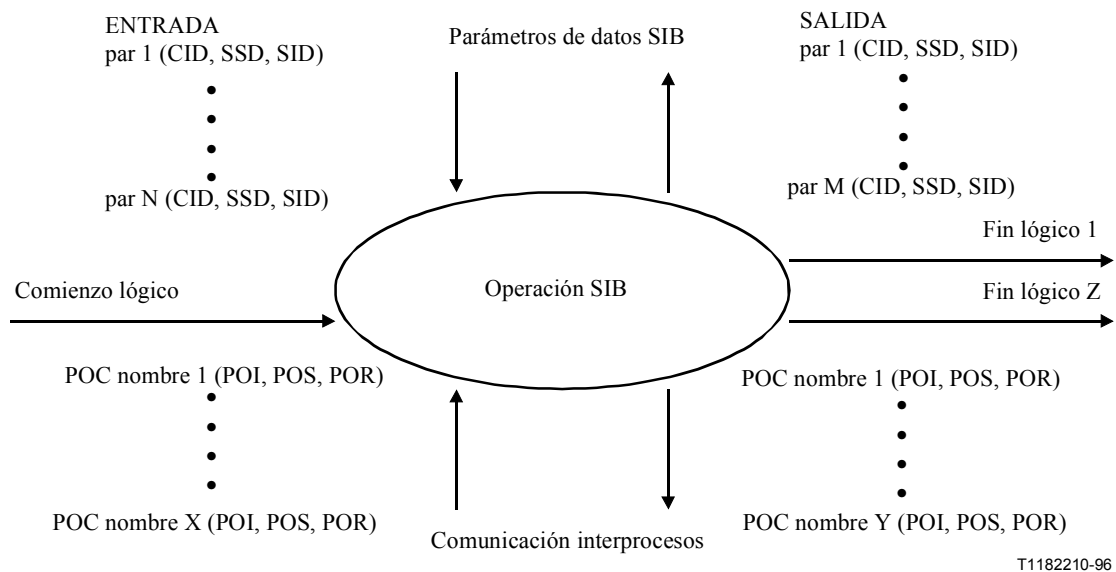 ENTRADA
par 1 (CID, SSD, SID)
par N (CID, SSD, SID)
Parámetros de datos SIB
SALIDA
par 1 (CID, SSD, SID)
par M (CID, SSD, SID)
Fin lógico 1
Comienzo lógico
Operación SIB
Fin lógico Z
POC nombre 1 (POI, POS, POR)
POC nombre X (POI, POS, POR)
Comunicación interprocesos
POC nombre 1 (POI, POS, POR)
POC nombre Y (POI, POS, POR)
T1182210-96